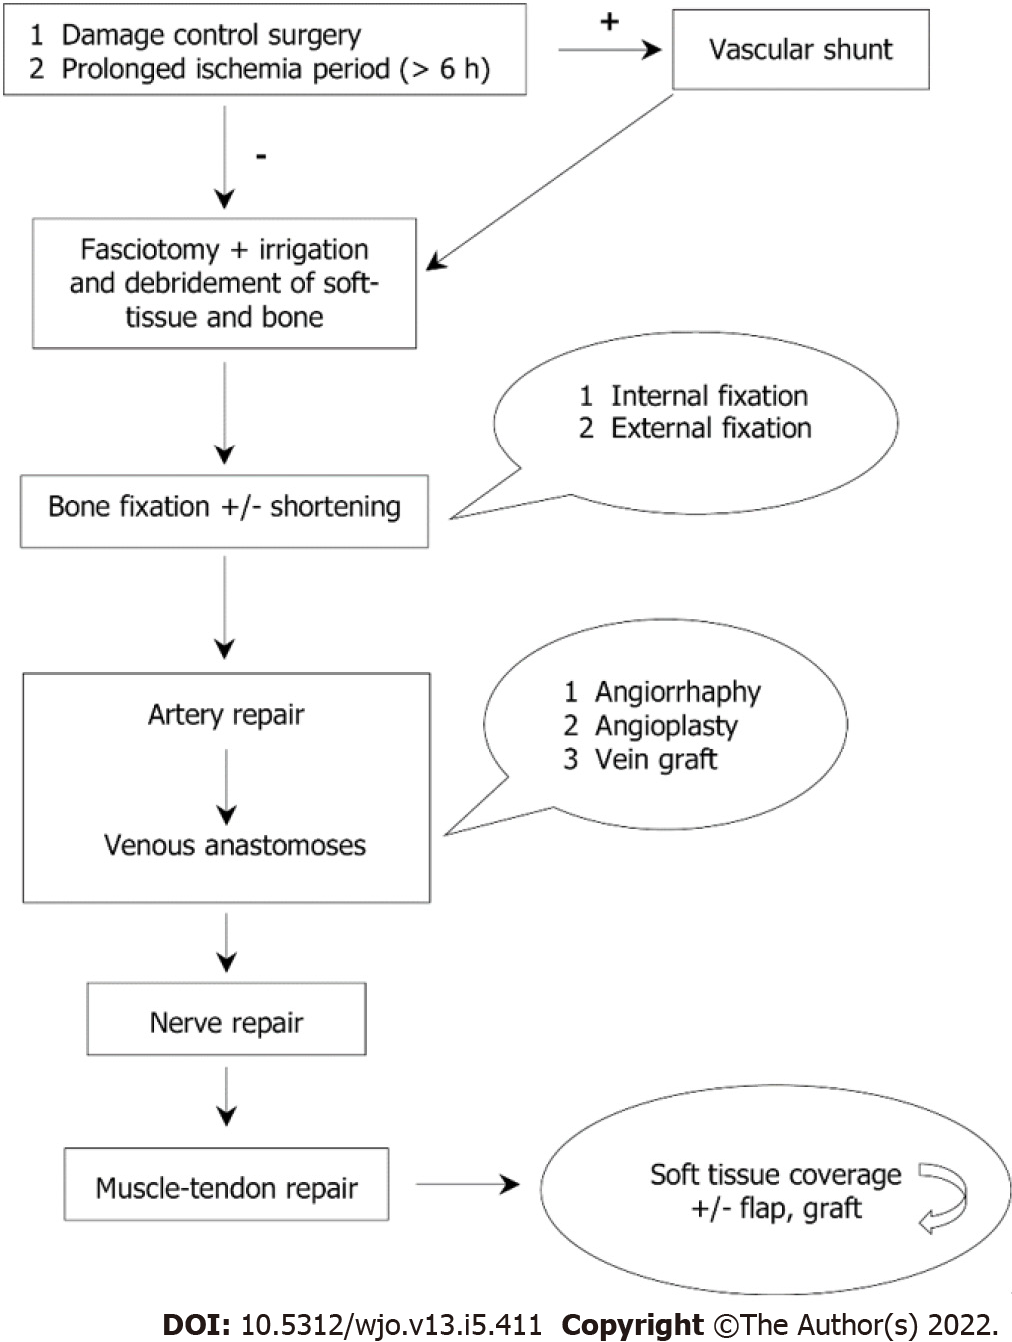 1 Damage control surgery
2 Prolonged ischemia period (> 6 h)
+
Vascular shunt
-
Fasciotomy + irrigation
and debridement of soft-
tissue and bone
1 Internal fixation
2 External fixation
Bone fixation +/- shortening
Artery repair
1 Angiorrhaphy
2 Angioplasty
3 Vein graft
Venous anastomoses
Nerve repair
Muscle-tendon repair
Soft tissue coverage
+/- flap, graft
DOI: 10.5312/wjo.v13.i5.411 Copyright ©The Author(s) 2022.